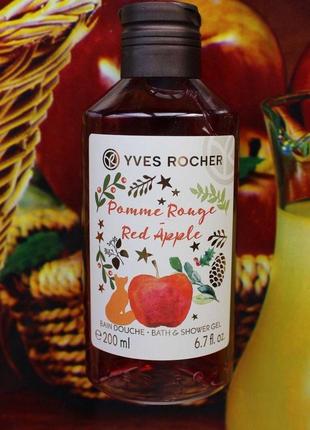 YVES ROCHER
Pomme Rouge
-
Red Apple
BAIN DOUCHE • BATH & SHOWER GEL
℮ 200 ml 6.7 fl. oz.